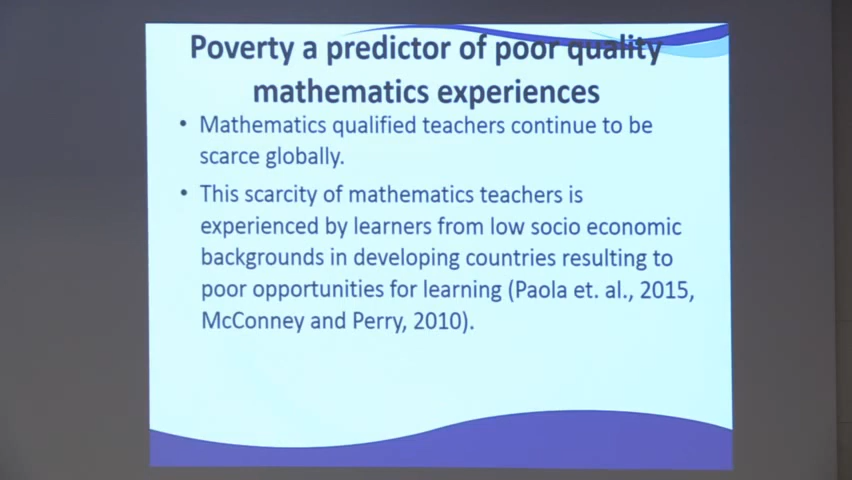 Poverty a predictor of poor quality
mathematics experiences
• Mathematics qualified teachers continue to be
scarce globally.
• This scarcity of mathematics teachers is
experienced by learners from low socio economic
backgrounds in developing countries resulting to
poor opportunities for learning (Paola et. al., 2015,
McConney and Perry, 2010).